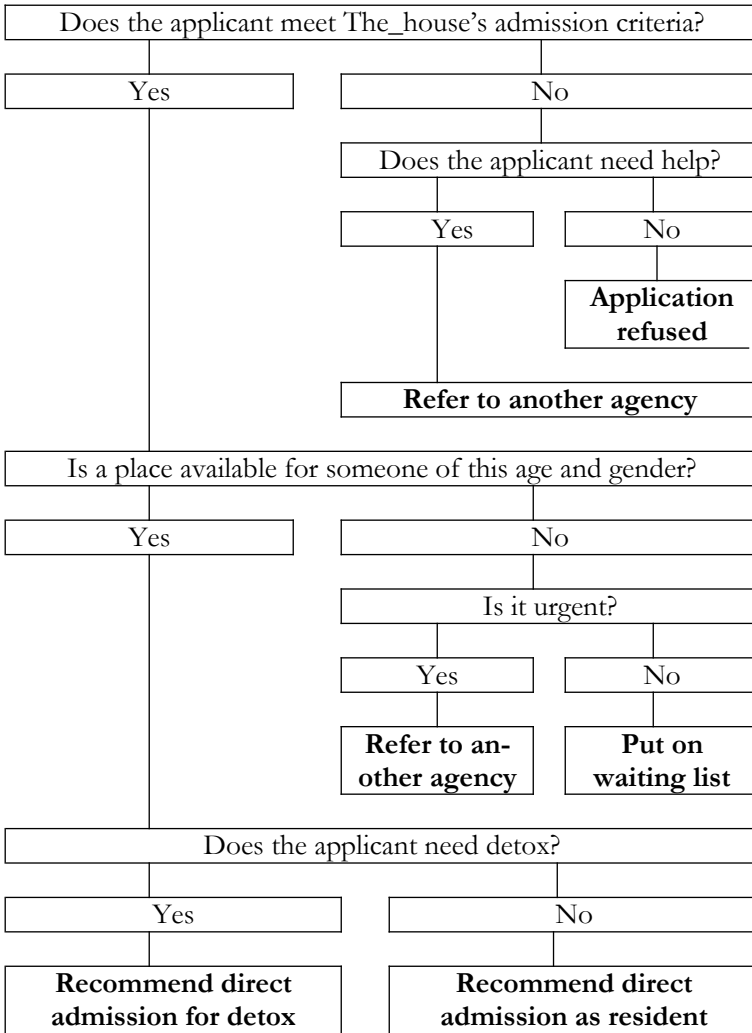 Does the applicant meet The_house's admission criteria?
Yes
No
Does the applicant need help?
Yes
No
Application
refused
Refer to another agency
Is a place available for someone of this age and gender?
Yes
No
Is it urgent?
Yes
No
Refer to an-
other agency
Put on
waiting list
Does the applicant need detox?
Yes
No
Recommend direct
admission for detox
Recommend direct
admission as resident